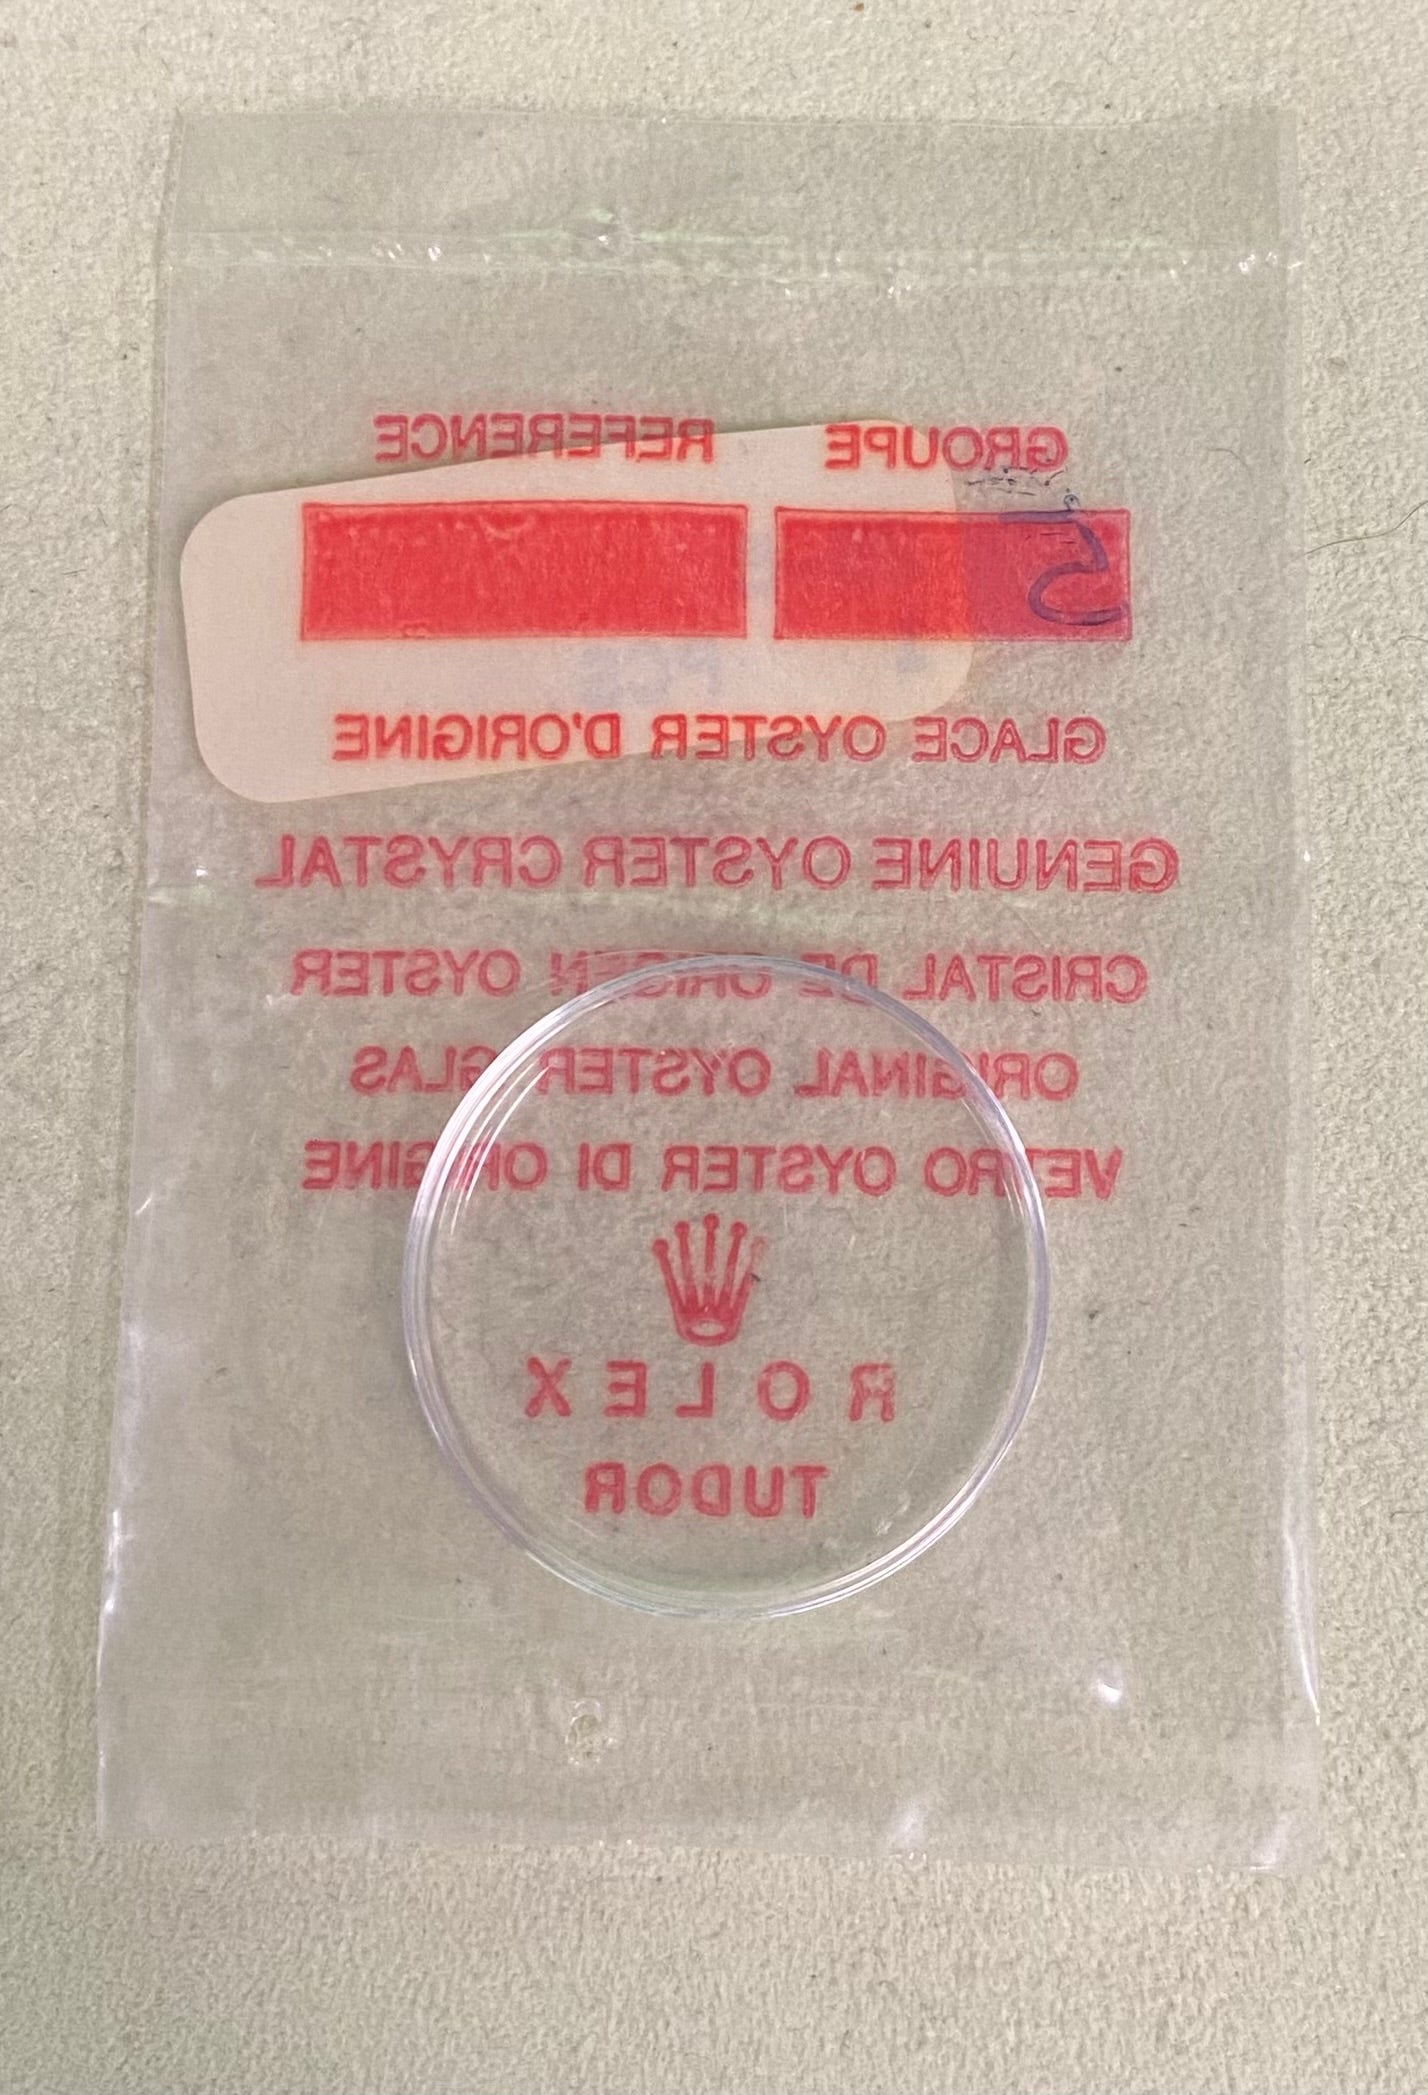 GROUPE REFERENCE
5
GLACE OYSTER D'ORIGINE
GENUINE OYSTER CRYSTAL
CRISTAL DE ORIGEN OYSTER
ORIGINAL OYSTER GLAS
VETRO OYSTER DI ORIGINE
ROLEX
TUDOR